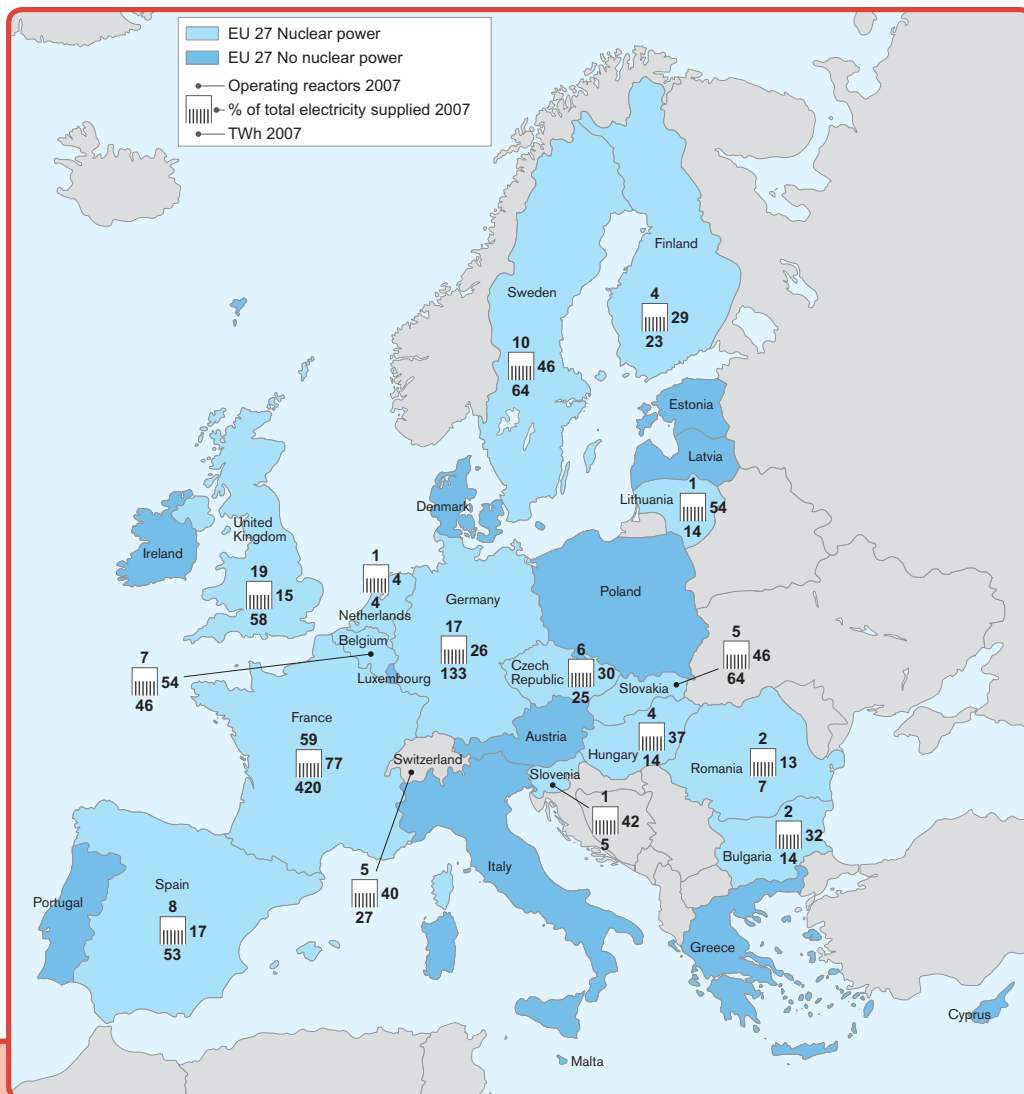 EU 27 Nuclear power
EU 27 No nuclear power
Operating reactors 2007
% of total electricity supplied 2007
TWh 2007
Finland
4
29
23
Sweden
10
46
64
Estonia
Latvia
Lithuania
1
54
14
Denmark
United
Kingdom
19
15
58
Ireland
1
4
4
Netherlands
Germany
17
26
133
Poland
Belgium
7
54
46
Luxembourg
Czech
Republic
6
30
25
Slovakia
5
46
64
France
59
77
420
Austria
Switzerland
5
40
27
Hungary
4
37
14
Slovenia
1
42
5
Romania
2
13
7
Bulgaria
2
32
14
Italy
Portugal
Spain
8
17
53
Greece
Cyprus
Malta